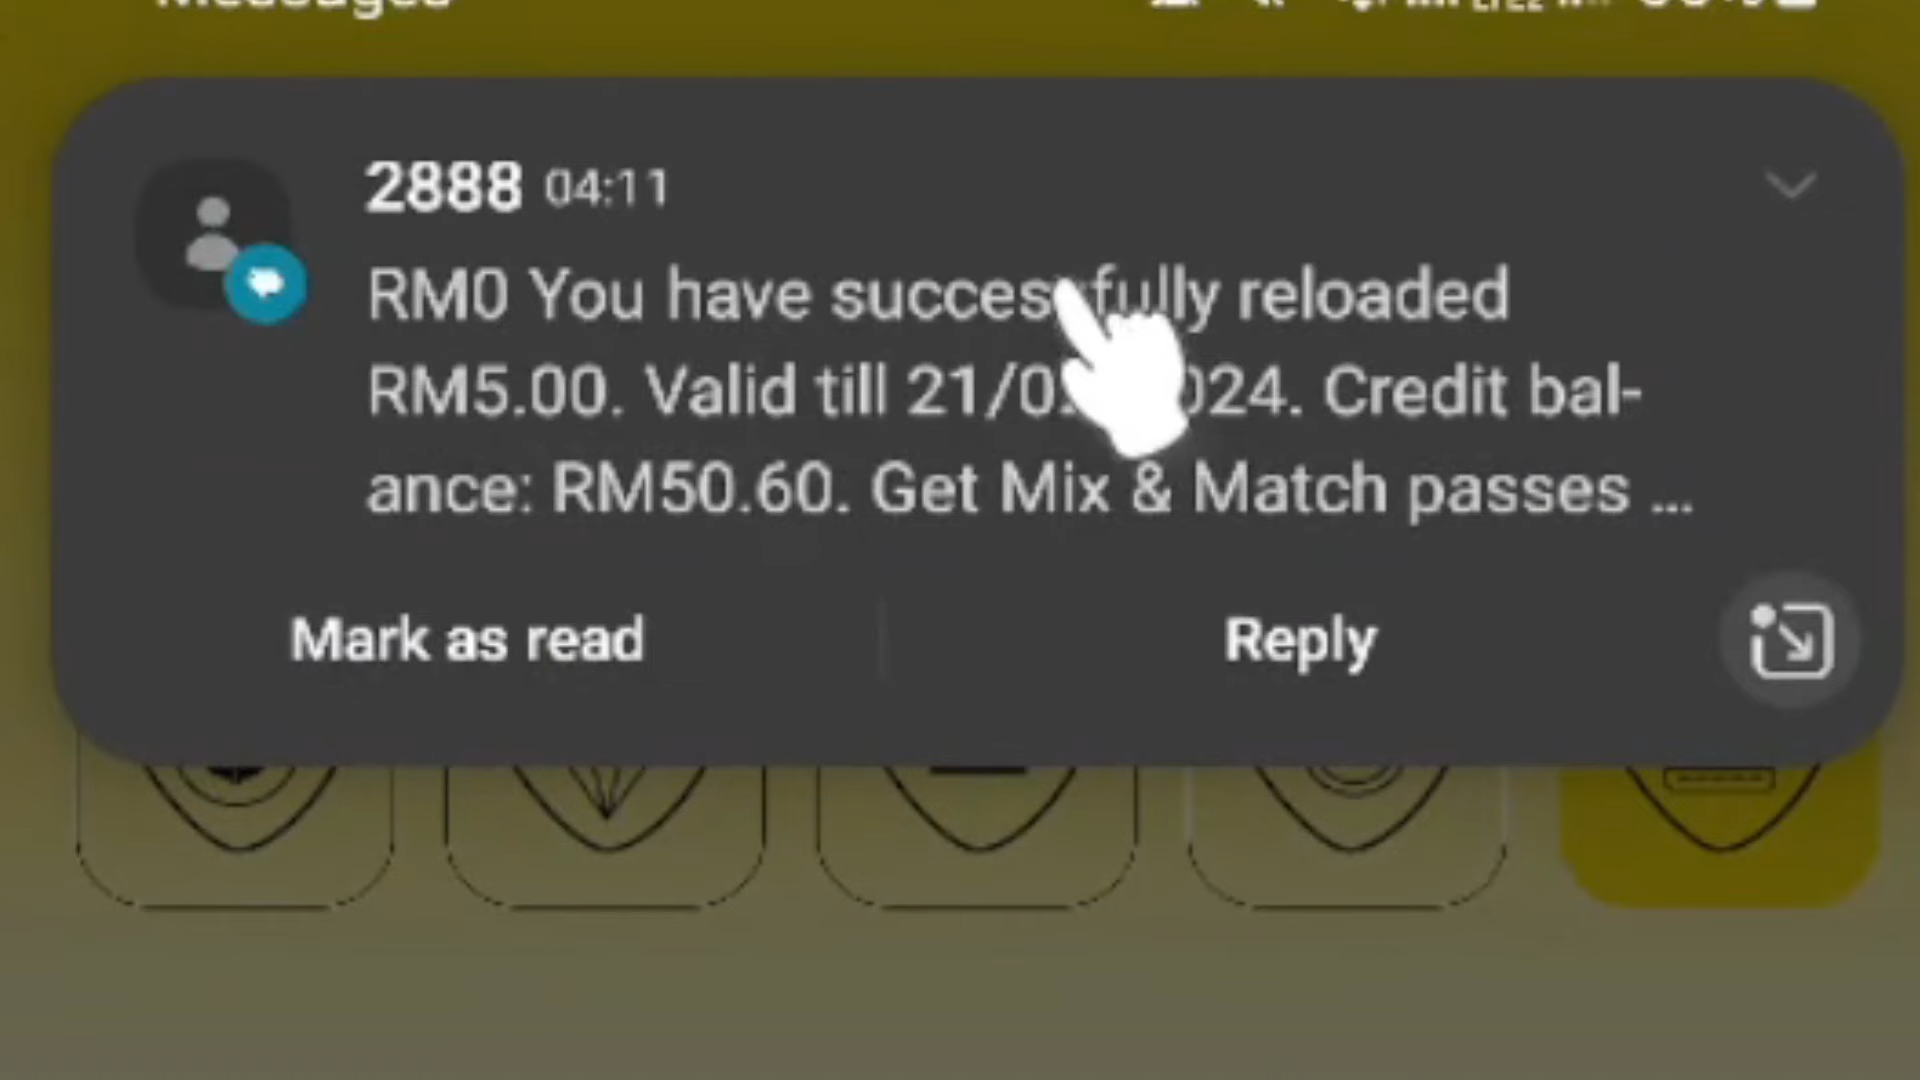 Messages
2888 04:11
RM0 You have successfully reloaded
RM5.00. Valid till 21/0 024. Credit bal-
ance: RM50.60. Get Mix & Match passes ...
Mark as read
Reply